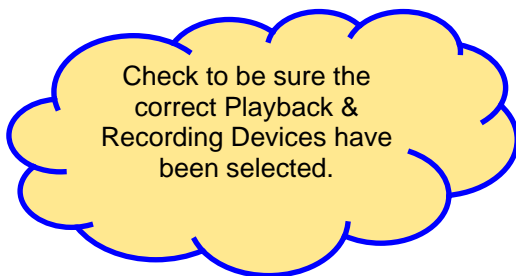 Check to be sure the
correct Playback &
Recording Devices have
been selected.